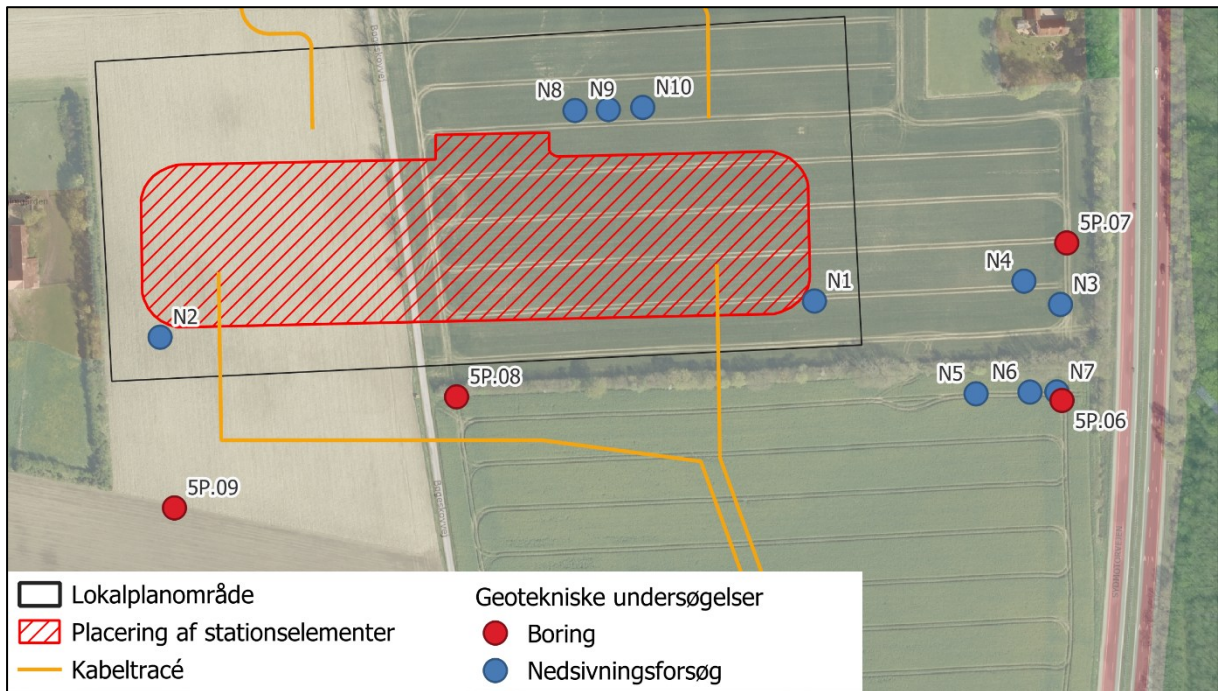 N8
N9
N10
5P.07
N4
N1
N3
N2
5P.08
N5
N6
N7
5P.06
5P.09
Lokalplanområde
Placering af stationselementer
Kabeltracé
Geotekniske undersøgelser
Boring
Nedsivningsforsøg